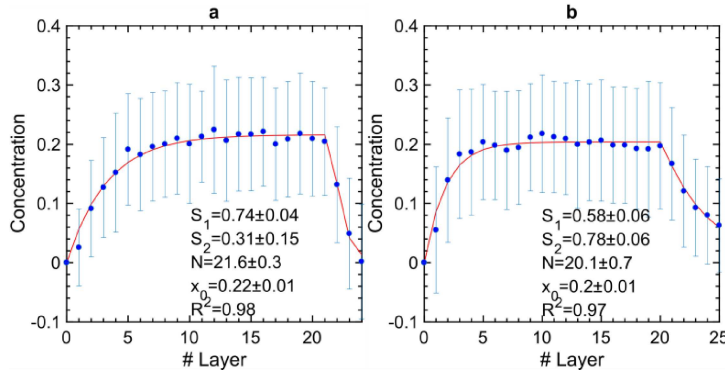 a
0.4
0.3
0.2
0.1
0
-0.1
Concentration
S1=0.74±0.04
S2=0.31±0.15
N=21.6±0.3
x0=0.22±0.01
R2=0.98
0 5 10 15 20
# Layer
b
0.4
0.3
0.2
0.1
0
-0.1
Concentration
S1=0.58±0.06
S2=0.78±0.06
N=20.1±0.7
x0=0.2±0.01
R2=0.97
0 5 10 15 20 25
# Layer